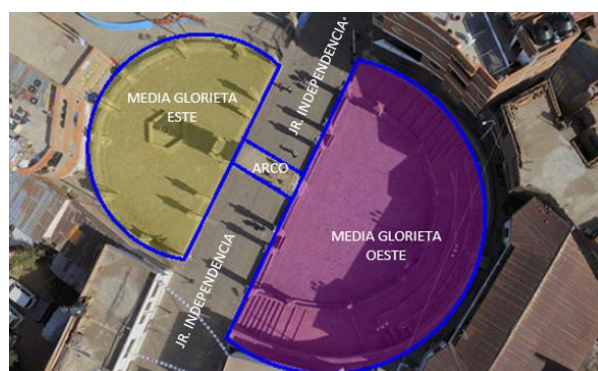 JR. INDEPENDENCIA
MEDIA GLORIETA
ESTE
ARCO
MEDIA GLORIETA
OESTE
JR. INDEPENDENCIA